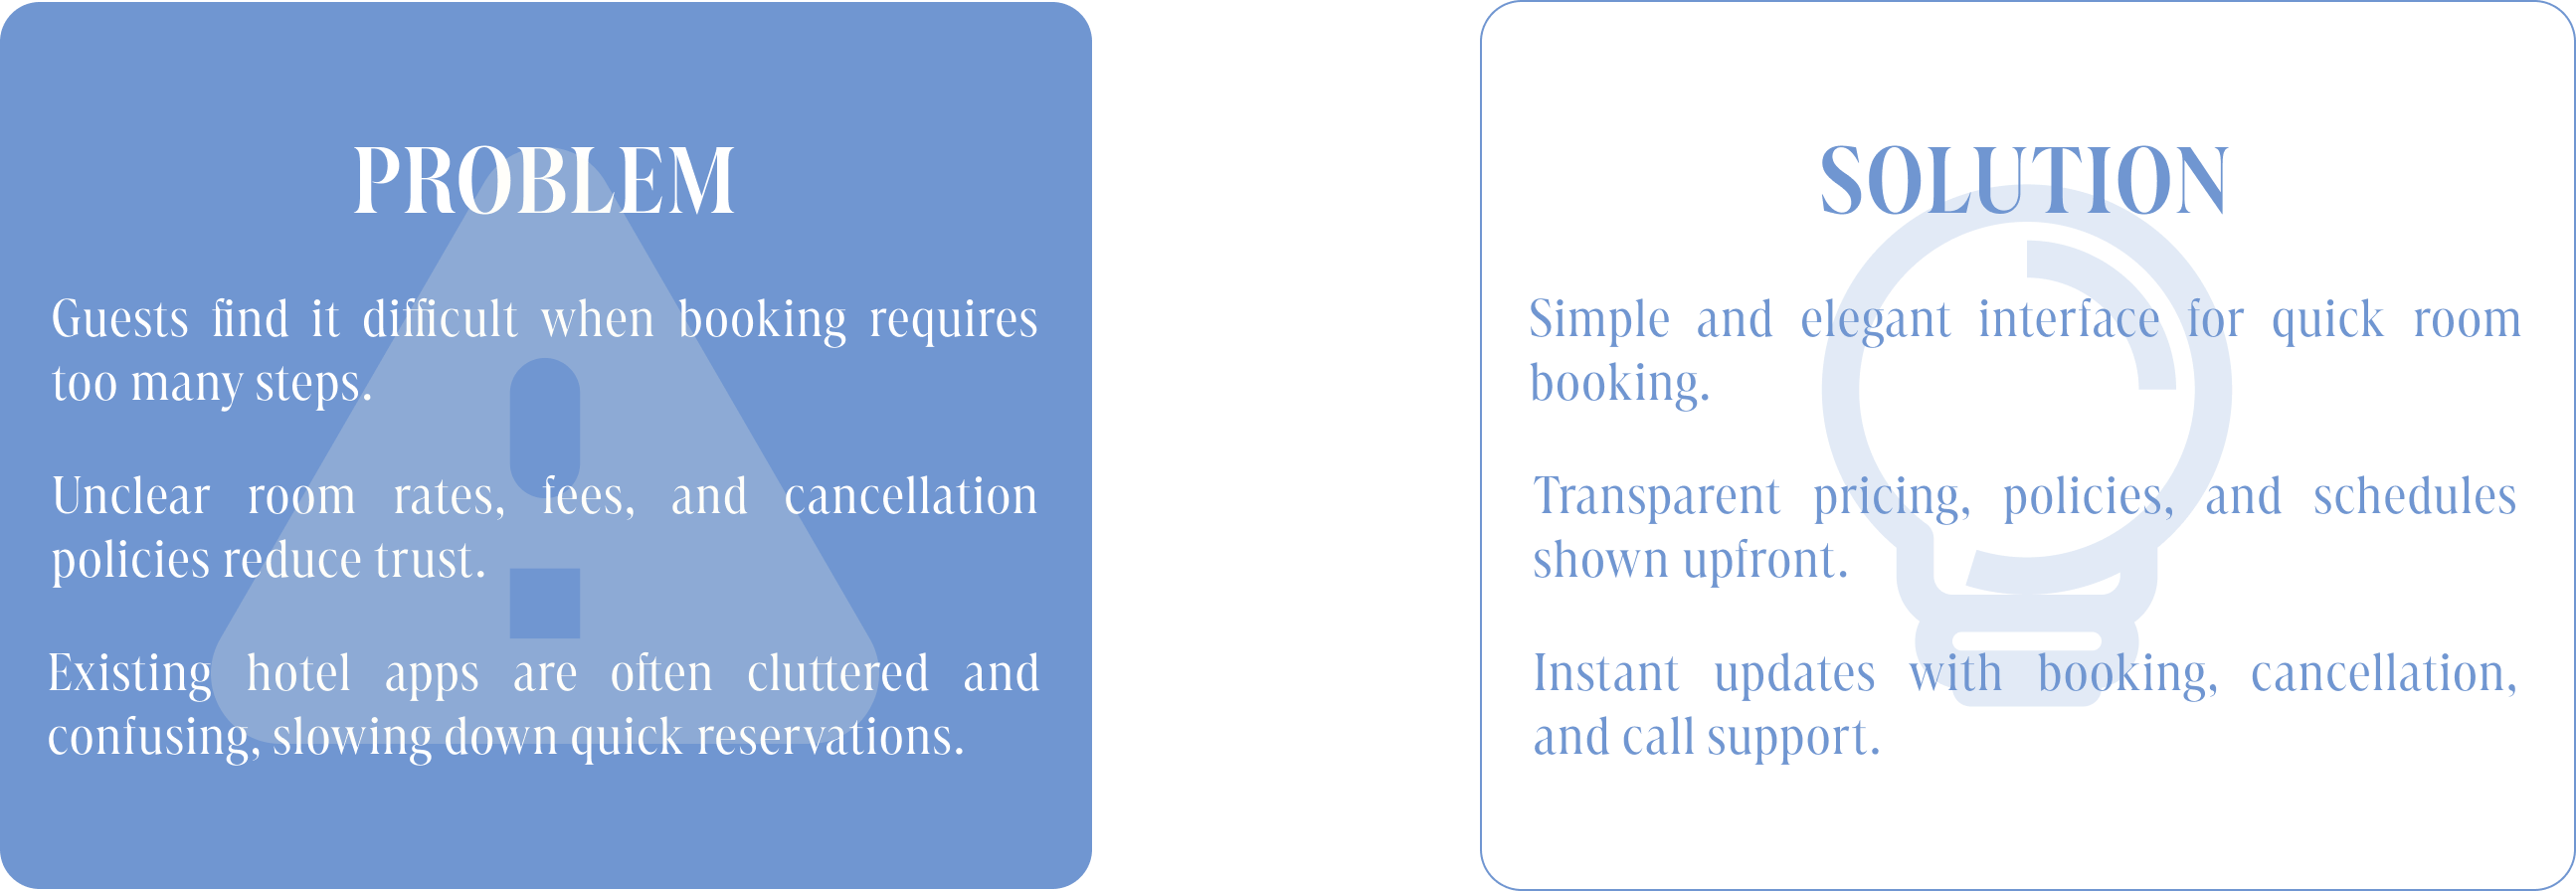 PROBLEM
Guests find it difficult when booking requires
too many steps.
Unclear room rates, fees, and cancellation
policies reduce trust.
Existing hotel apps are often cluttered and
confusing, slowing down quick reservations.
SOLUTION
Simple and elegant interface for quick room
booking.
Transparent pricing, policies, and schedules
shown upfront.
Instant updates with booking, cancellation,
and call support.